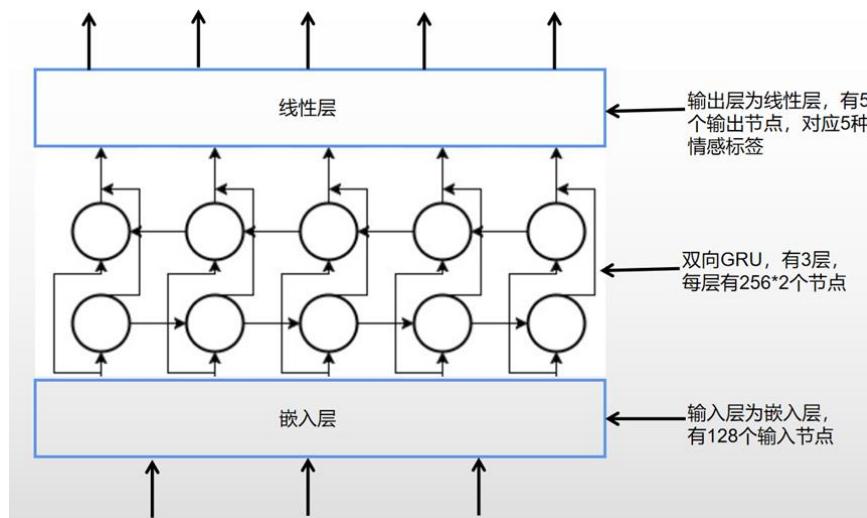 线性层
输出层为线性层，有5
个输出节点，对应5种
情感标签
双向GRU，有3层，
每层有256*2个节点
嵌入层
输入层为嵌入层，
有128个输入节点